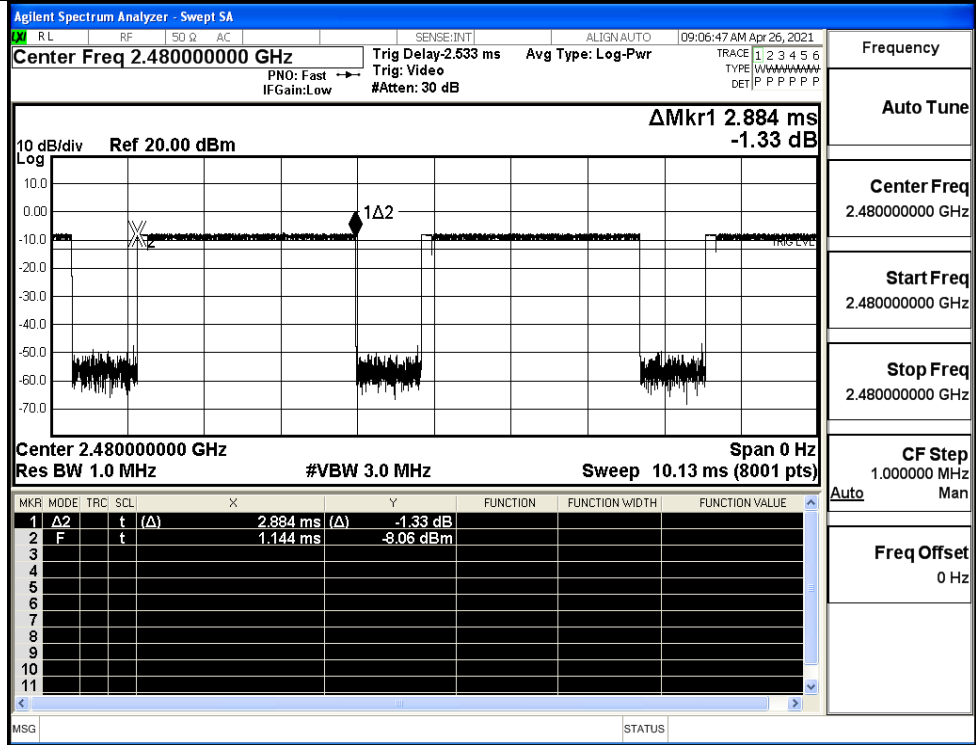 Agilent Spectrum Analyzer - Swept SA
LXI RL RF 50 Ω AC SENSE:INT ALIGN AUTO 09:06:47 AM Apr 26, 2021
Center Freq 2.480000000 GHz
PNO: Fast
IFGain:Low
Trig Delay-2.533 ms
Trig: Video
#Atten: 30 dB
Avg Type: Log-Pwr
TRACE 1 2 3 4 5 6
TYPE WWWWWW
DET P P P P P P
ΔMkr1 2.884 ms
-1.33 dB
10 dB/div Ref 20.00 dBm
Log
10.0
0.00
-10.0
-20.0
-30.0
-40.0
-50.0
-60.0
-70.0
1Δ2
2
TRIG LVL
Center 2.480000000 GHz Span 0 Hz
Res BW 1.0 MHz #VBW 3.0 MHz Sweep 10.13 ms (8001 pts)
MKR MODE TRC SCL X Y FUNCTION FUNCTION WIDTH FUNCTION VALUE
1 Δ2 t (Δ) 2.884 ms (Δ) -1.33 dB
2 F t 1.144 ms -8.06 dBm
3
4
5
6
7
8
9
10
11
MSG STATUS
Frequency
Auto Tune
Center Freq
2.480000000 GHz
Start Freq
2.480000000 GHz
Stop Freq
2.480000000 GHz
CF Step
1.000000 MHz
Auto Man
Freq Offset
0 Hz